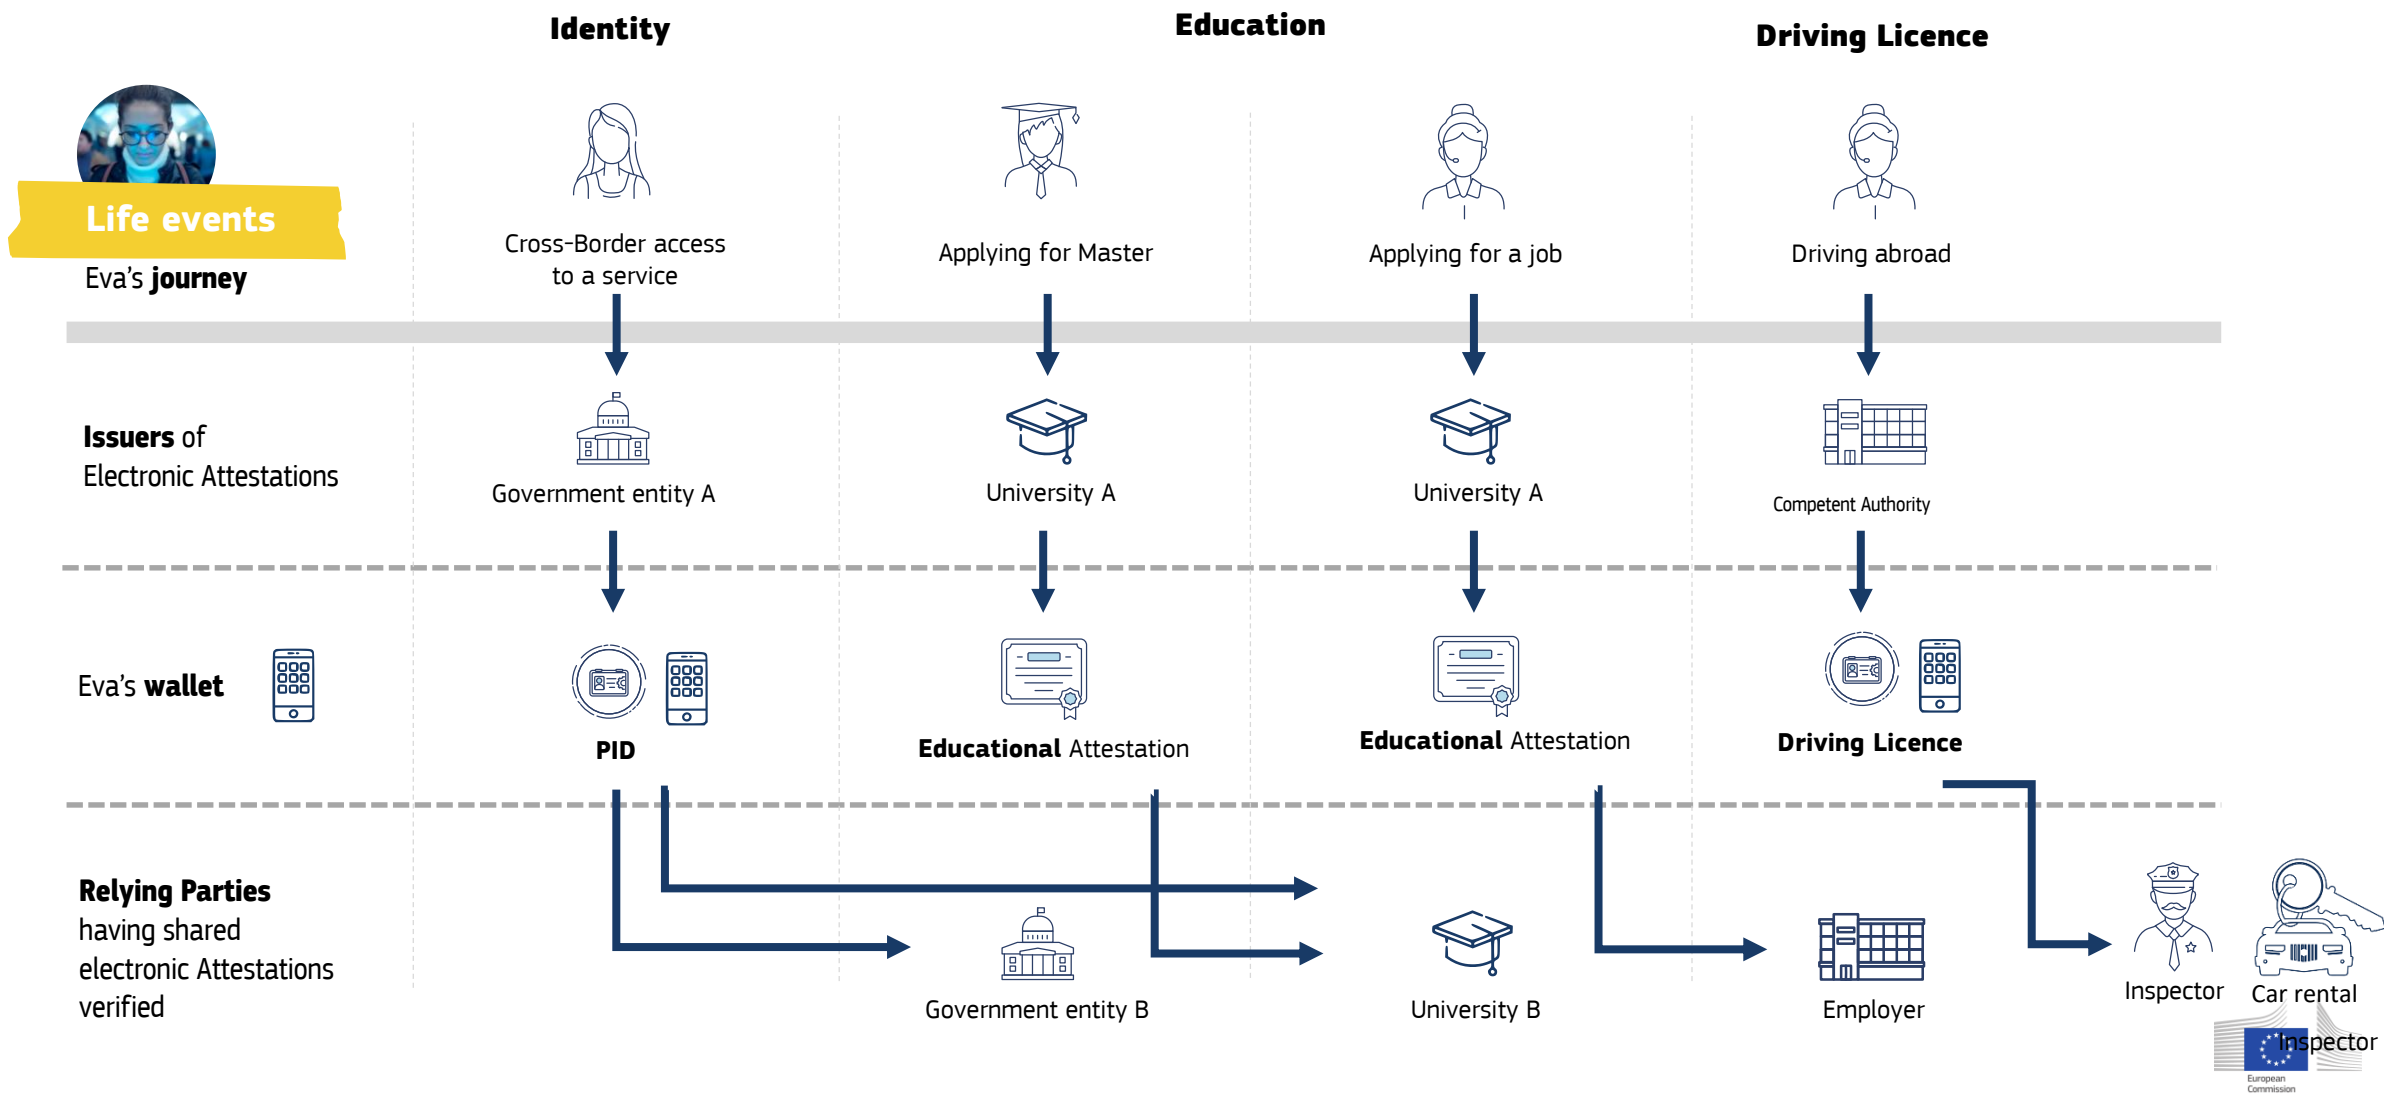 Identity
Education
Driving Licence
Life events
Eva's journey
Cross-Border access
to a service
Applying for Master
Applying for a job
Driving abroad
Issuers of
Electronic Attestations
Government entity A
University A
University A
Competent Authority
Eva's wallet
PID
Educational Attestation
Educational Attestation
Driving Licence
Relying Parties
having shared
electronic Attestations
verified
Government entity B
University B
Employer
Inspector
Car rental
Inspector
European
Commission